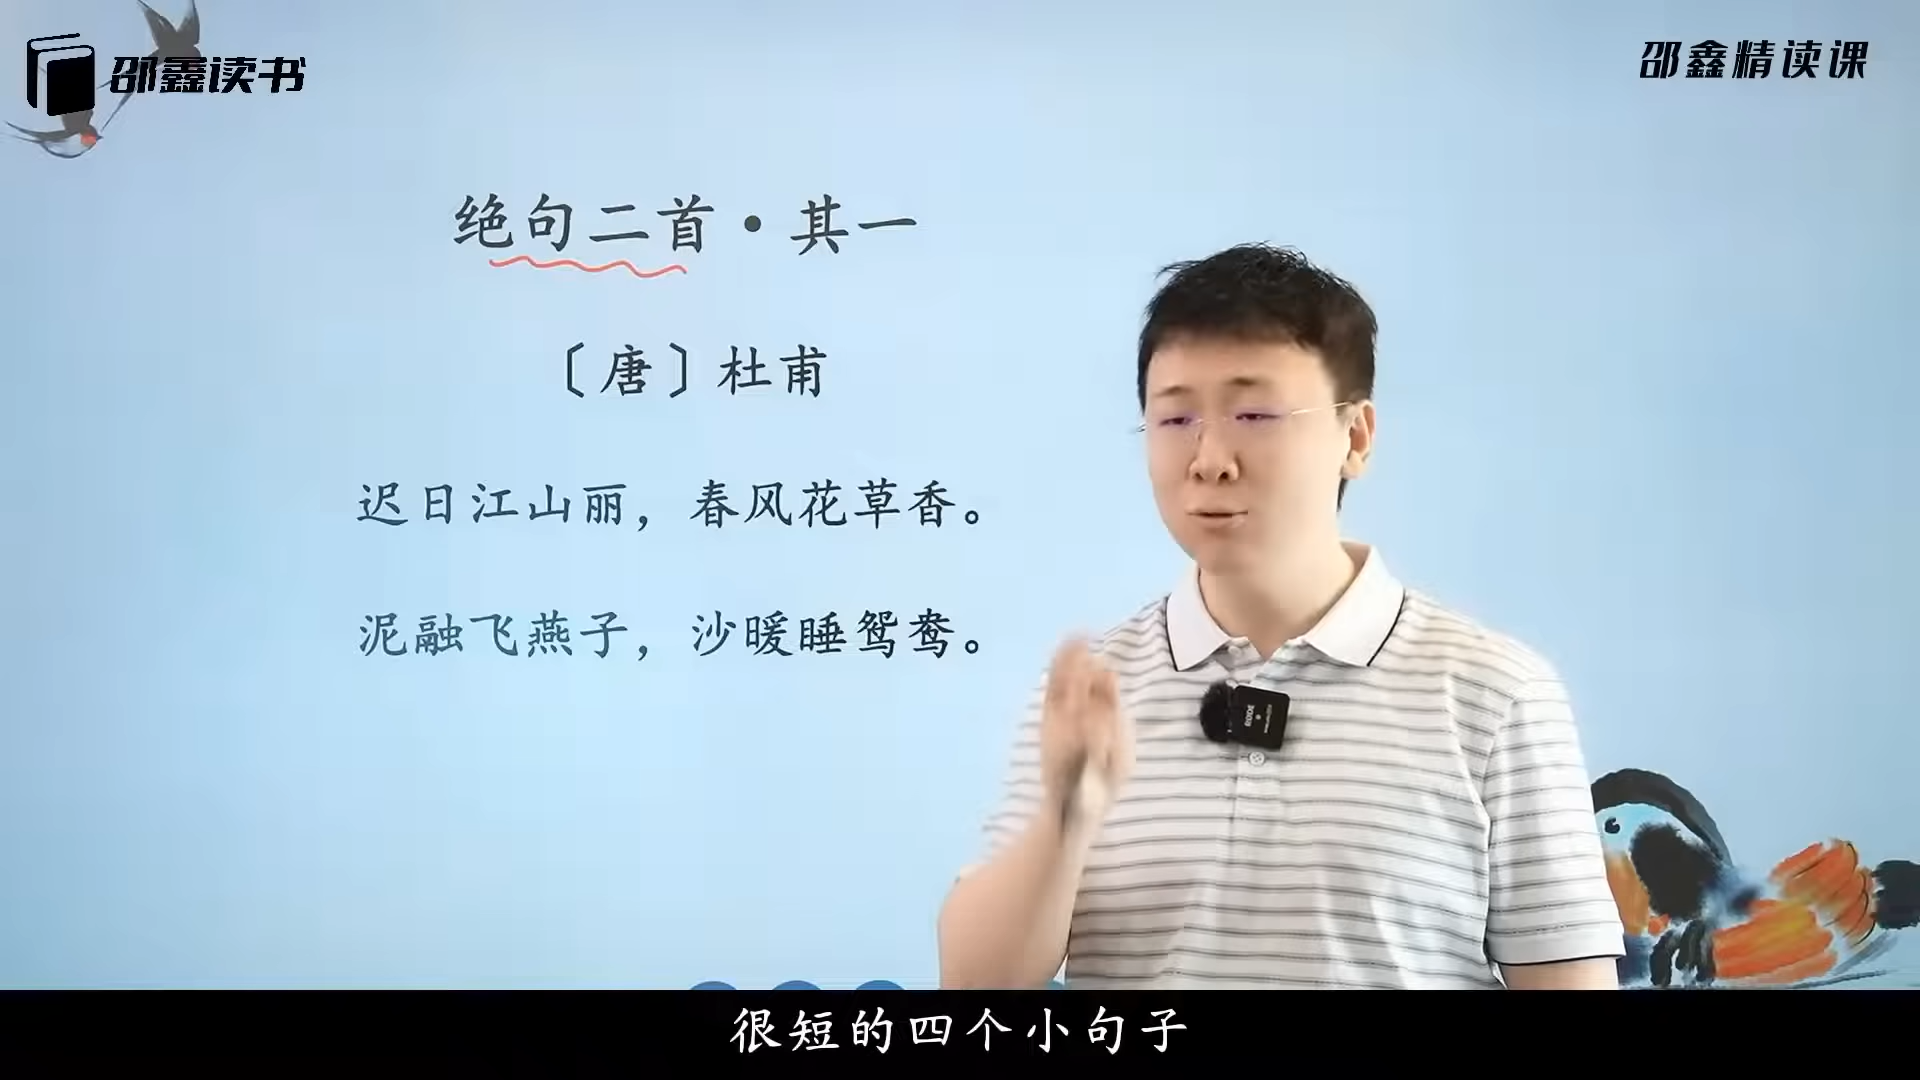 邵鑫读书
邵鑫精读课
绝句二首·其一
〔唐〕杜甫
迟日江山丽，春风花草香。
泥融飞燕子，沙暖睡鸳鸯。
RODE
很短的四个小句子